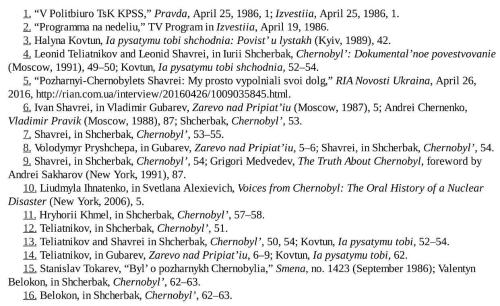 1. “V Politbiuro TsK KPSS,” Pravda, April 25, 1986, 1; Izvestiia, April 25, 1986, 1.
2. “Programma na nedeliu,” TV Program in Izvestiia, April 19, 1986.
3. Halyna Kovtun, Ia pysatymu tobi shchodnia: Povist’ u lystakh (Kyiv, 1989), 42.
4. Leonid Teliatnikov and Leonid Shavrei, in Iurii Shcherbak, Chernobyl’: Dokumental’noe povestvovanie
(Moscow, 1991), 49–50; Kovtun, Ia pysatymu tobi shchodnia, 52–54.
5. “Pozharnyi-Chernobylets Shavrei: My prosto vypolniali svoi dolg,” RIA Novosti Ukraina, April 26,
2016, http://rian.com.ua/interview/20160426/1009035845.html.
6. Ivan Shavrei, in Vladimir Gubarev, Zarevo nad Pripiat’iu (Moscow, 1987), 5; Andrei Chernenko,
Vladimir Pravik (Moscow, 1988), 87; Shcherbak, Chernobyl’, 53.
7. Shavrei, in Shcherbak, Chernobyl’, 53–55.
8. Volodymyr Pryshchepa, in Gubarev, Zarevo nad Pripiat’iu, 5–6; Shavrei, in Shcherbak, Chernobyl’, 54.
9. Shavrei, in Shcherbak, Chernobyl’, 54; Grigori Medvedev, The Truth About Chernobyl, foreword by
Andrei Sakharov (New York, 1991), 87.
10. Liudmyla Ihnatenko, in Svetlana Alexievich, Voices from Chernobyl: The Oral History of a Nuclear
Disaster (New York, 2006), 5.
11. Hryhorii Khmel, in Shcherbak, Chernobyl’, 57–58.
12. Teliatnikov, in Shcherbak, Chernobyl’, 51.
13. Teliatnikov and Shavrei in Shcherbak, Chernobyl’, 50, 54; Kovtun, Ia pysatymu tobi, 52–54.
14. Teliatnikov, in Gubarev, Zarevo nad Pripiat’iu, 6–9; Kovtun, Ia pysatymu tobi, 62.
15. Stanislav Tokarev, “Byl’ o pozharnykh Chernobylia,” Smena, no. 1423 (September 1986); Valentyn
Belokon, in Shcherbak, Chernobyl’, 62–63.
16. Belokon, in Shcherbak, Chernobyl’, 62–63.